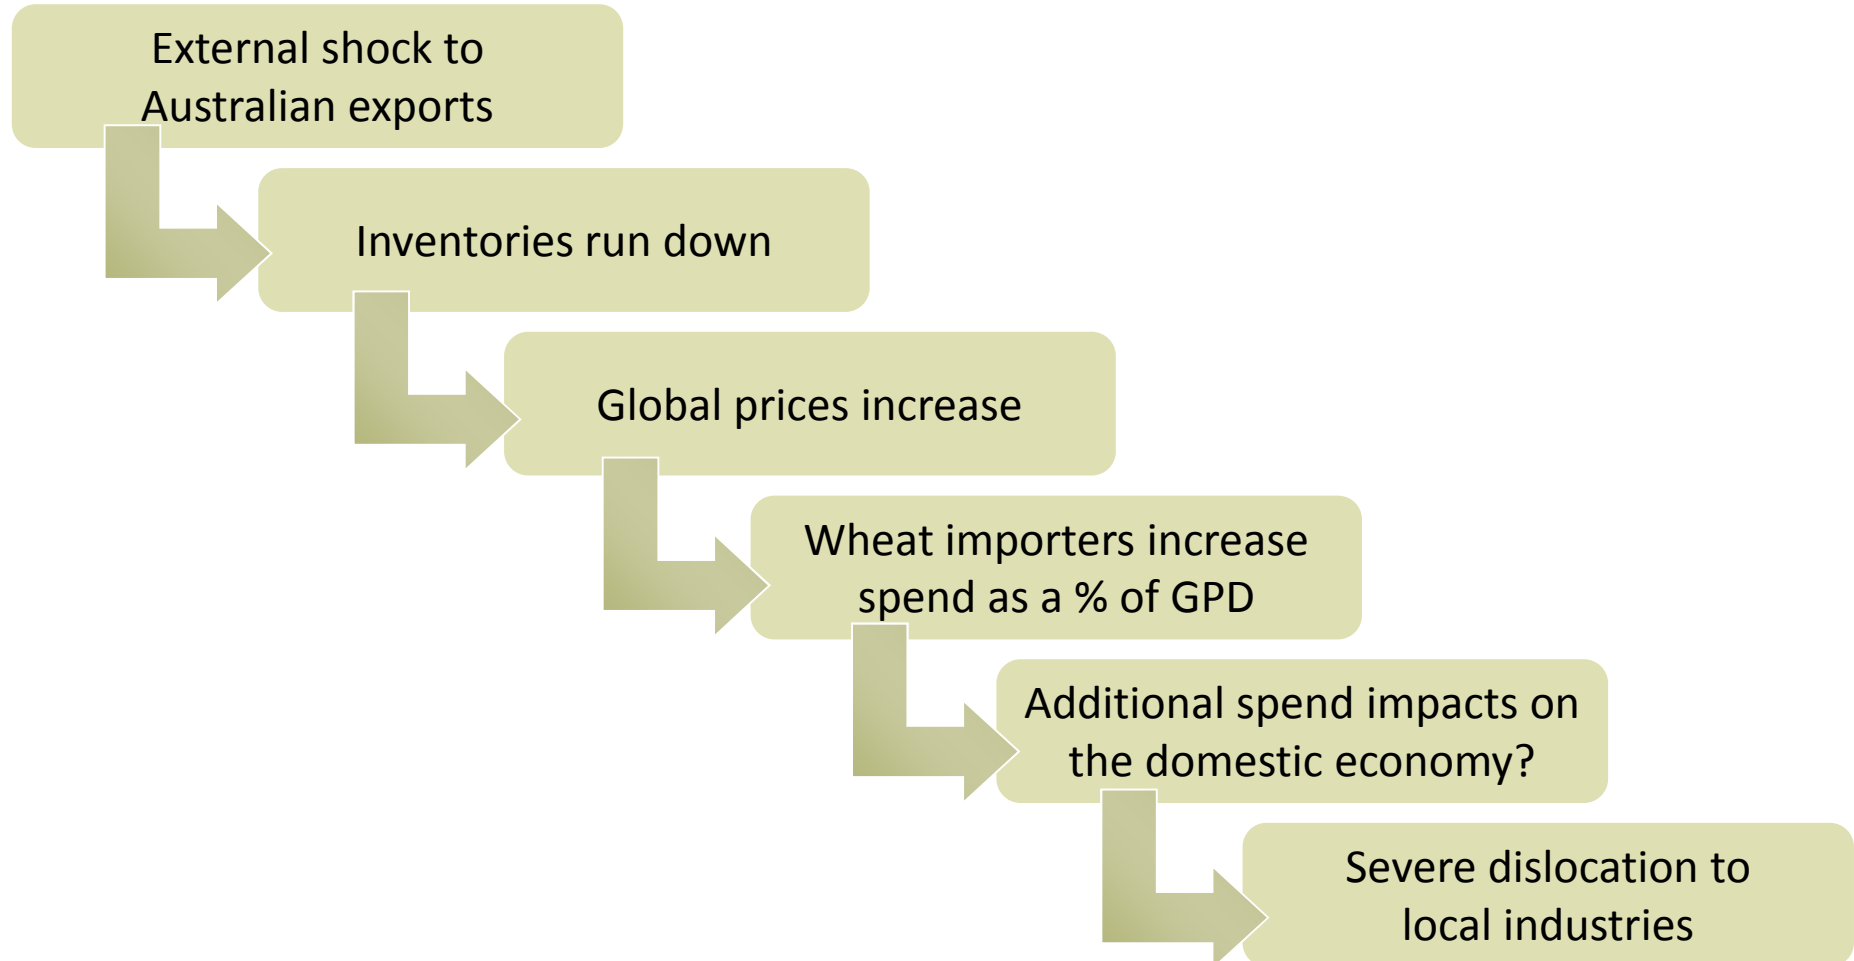 External shock to
Australian exports
Inventories run down
Global prices increase
Wheat importers increase
spend as a % of GPD
Additional spend impacts on
the domestic economy?
Severe dislocation to
local industries